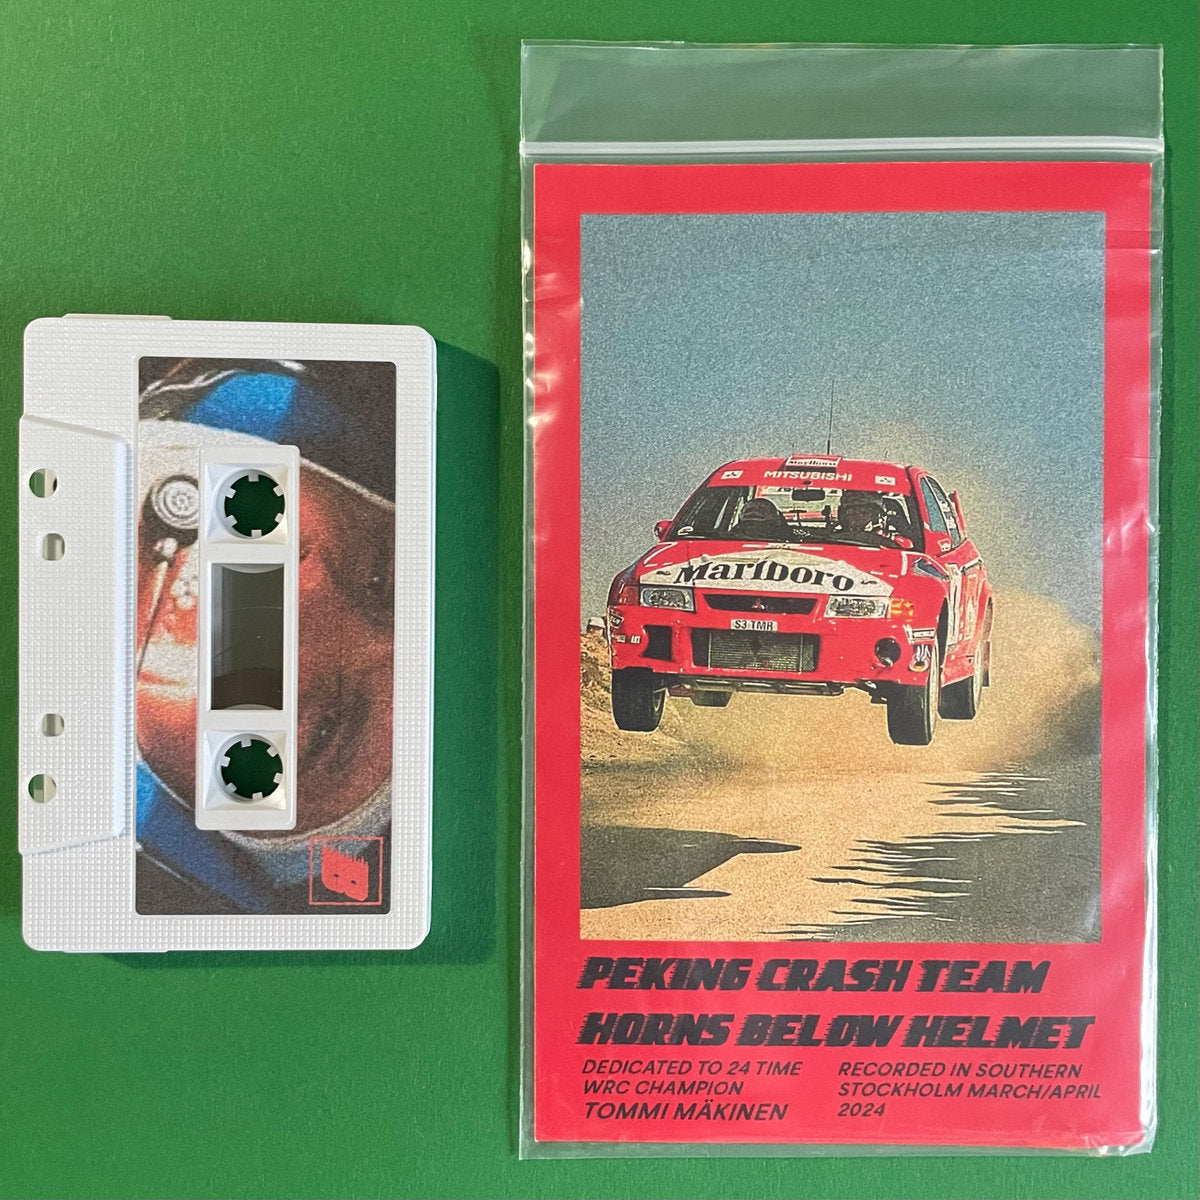 Marlboro
MITSUBISHI
Marlboro
S3 TMR
PEKING CRASH TEAM
HORNS BELOW HELMET
DEDICATED TO 24 TIME
WRC CHAMPION
TOMMI MÄKINEN
RECORDED IN SOUTHERN
STOCKHOLM MARCH/APRIL
2024